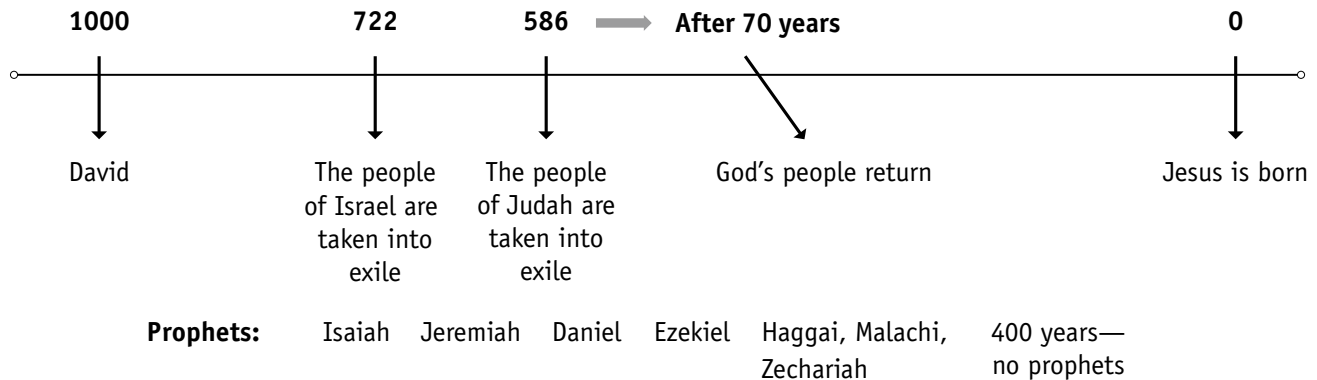 1000 722 586 After 70 years 0
David
The people
of Israel are
taken into
exile
The people
of Judah are
taken into
exile
God's people return
Jesus is born
Prophets: Isaiah Jeremiah Daniel Ezekiel Haggai, Malachi,
Zechariah
400 years—
no prophets